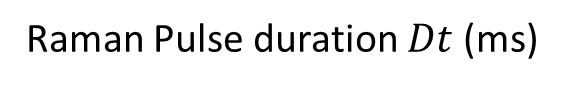 Raman Pulse duration 𝐷𝑡 (ms)